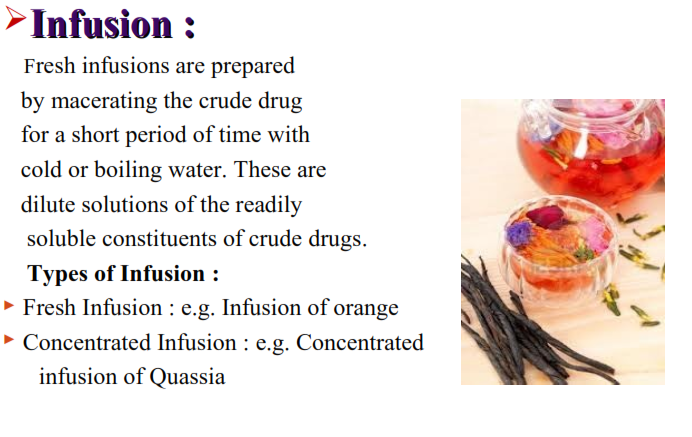 Infusion :
Fresh infusions are prepared
by macerating the crude drug
for a short period of time with
cold or boiling water. These are
dilute solutions of the readily
soluble constituents of crude drugs.
Types of Infusion :
Fresh Infusion : e.g. Infusion of orange
Concentrated Infusion : e.g. Concentrated
infusion of Quassia